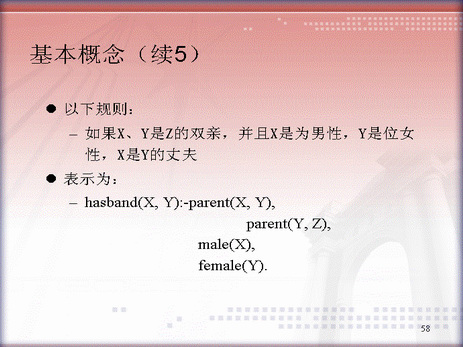 基本概念（续5）
以下规则：
– 如果X、Y是Z的双亲，并且X是为男性，Y是位女
性，X是Y的丈夫
表示为：
– hasband(X, Y):-parent(X, Y),
parent(Y, Z),
male(X),
female(Y).
58